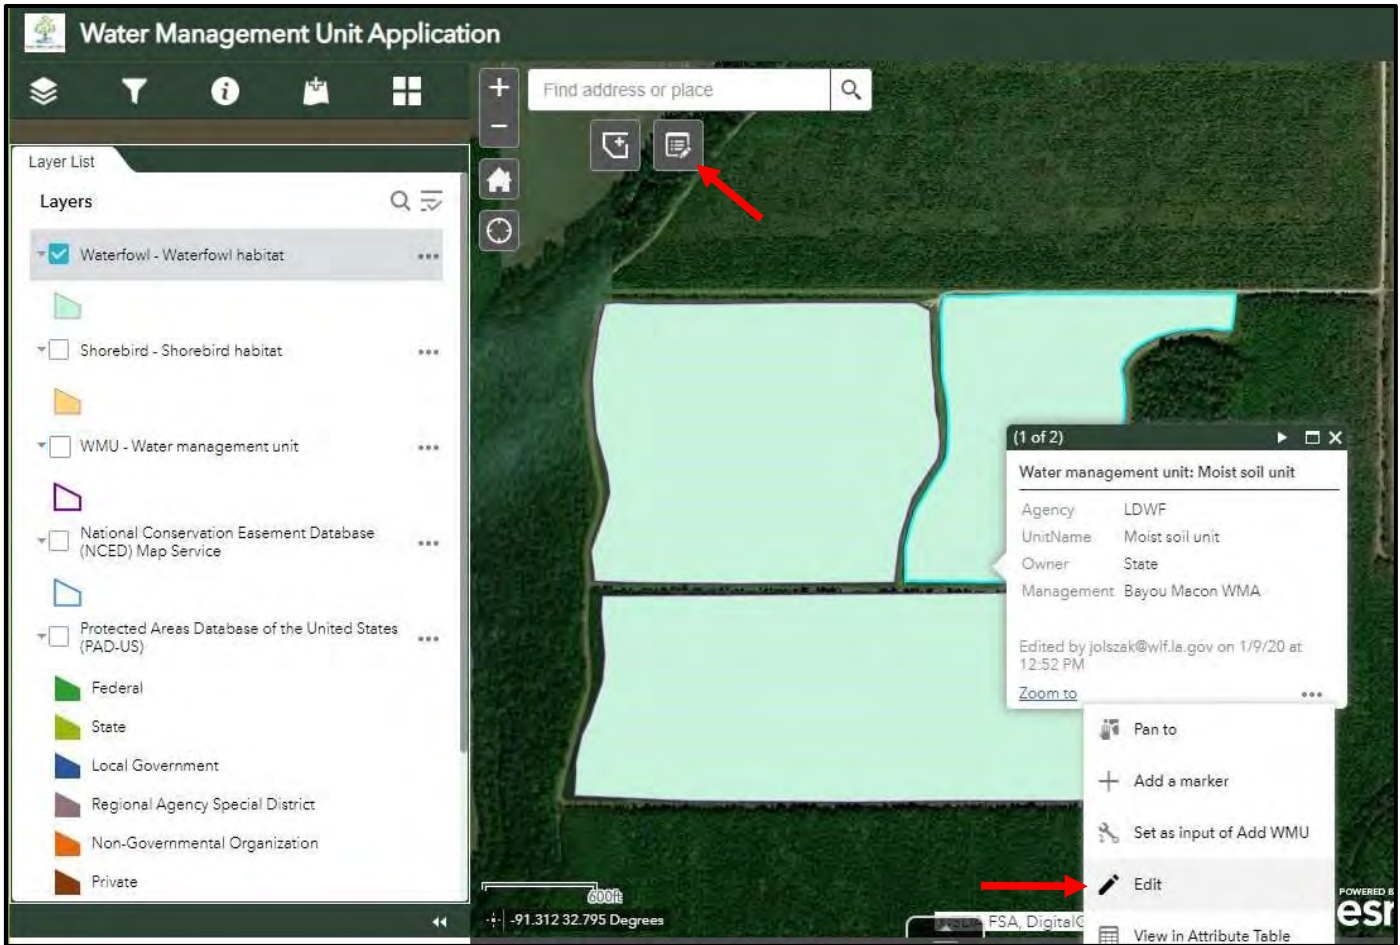 Water Management Unit Application
Find address or place
Layer List
Layers
Waterfowl - Waterfowl habitat
Shorebird - Shorebird habitat
WMU - Water management unit
National Conservation Easement Database
(NCED) Map Service
Protected Areas Database of the United States
(PAD-US)
Federal
State
Local Government
Regional Agency Special District
Non-Governmental Organization
Private
(1 of 2)
Water management unit: Moist soil unit
Agency LDWF
UnitName Moist soil unit
Owner State
Management Bayou Macon WMA
Edited by jolszak@wlf.la.gov on 1/9/20 at
12:52 PM
Zoom to
Pan to
Add a marker
Set as input of Add WMU
Edit
View in Attribute Table
600ft
-91.312 32.795 Degrees
FSA, Digital
POWERED B
esr